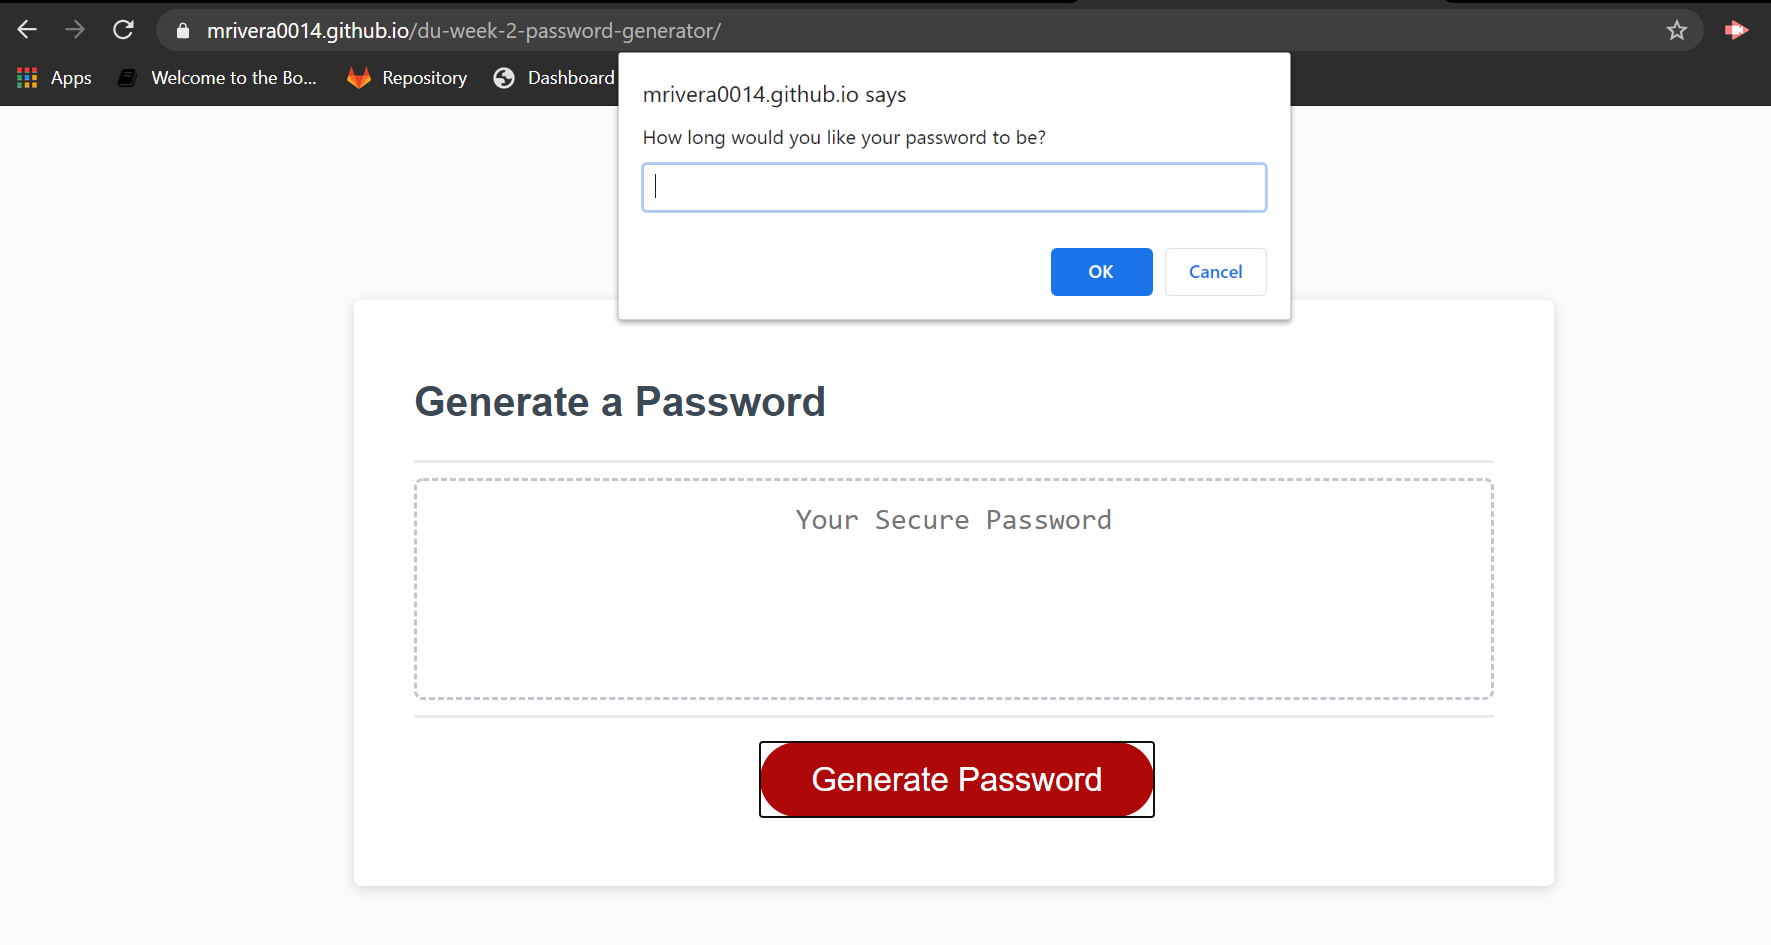 mrivera0014.github.io/du-week-2-password-generator/
Apps Welcome to the Bo... Repository Dashboard
mrivera0014.github.io says
How long would you like your password to be?
OK Cancel
Generate a Password
Your Secure Password
Generate Password